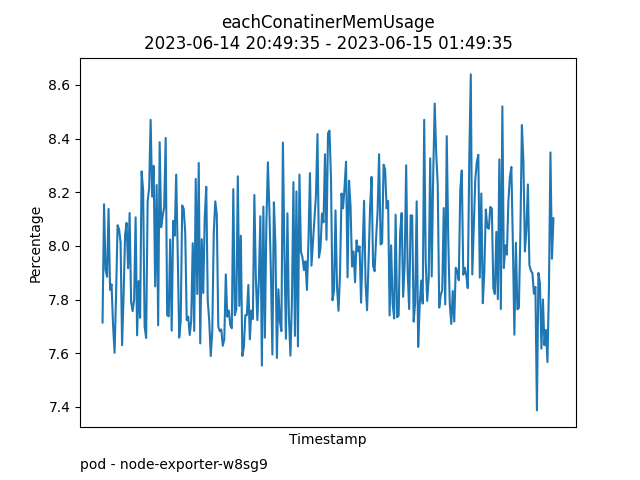 eachConatinerMemUsage
2023-06-14 20:49:35 - 2023-06-15 01:49:35
8.6
8.4
8.2
8.0
7.8
7.6
7.4
Percentage
Timestamp
pod - node-exporter-w8sg9